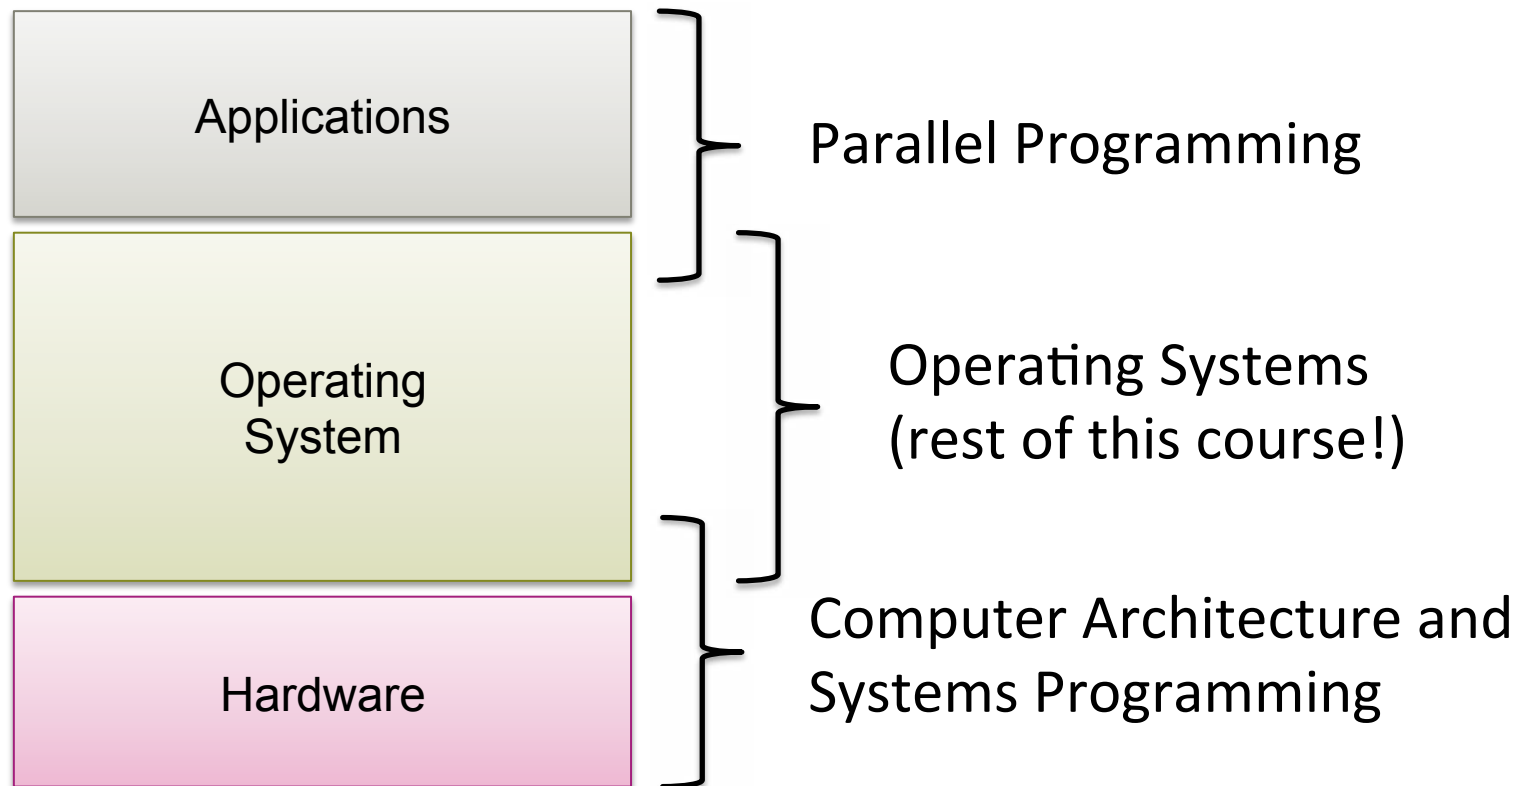 Applications
Parallel Programming
Operating
System
Operating Systems
(rest of this course!)
Hardware
Computer Architecture and
Systems Programming